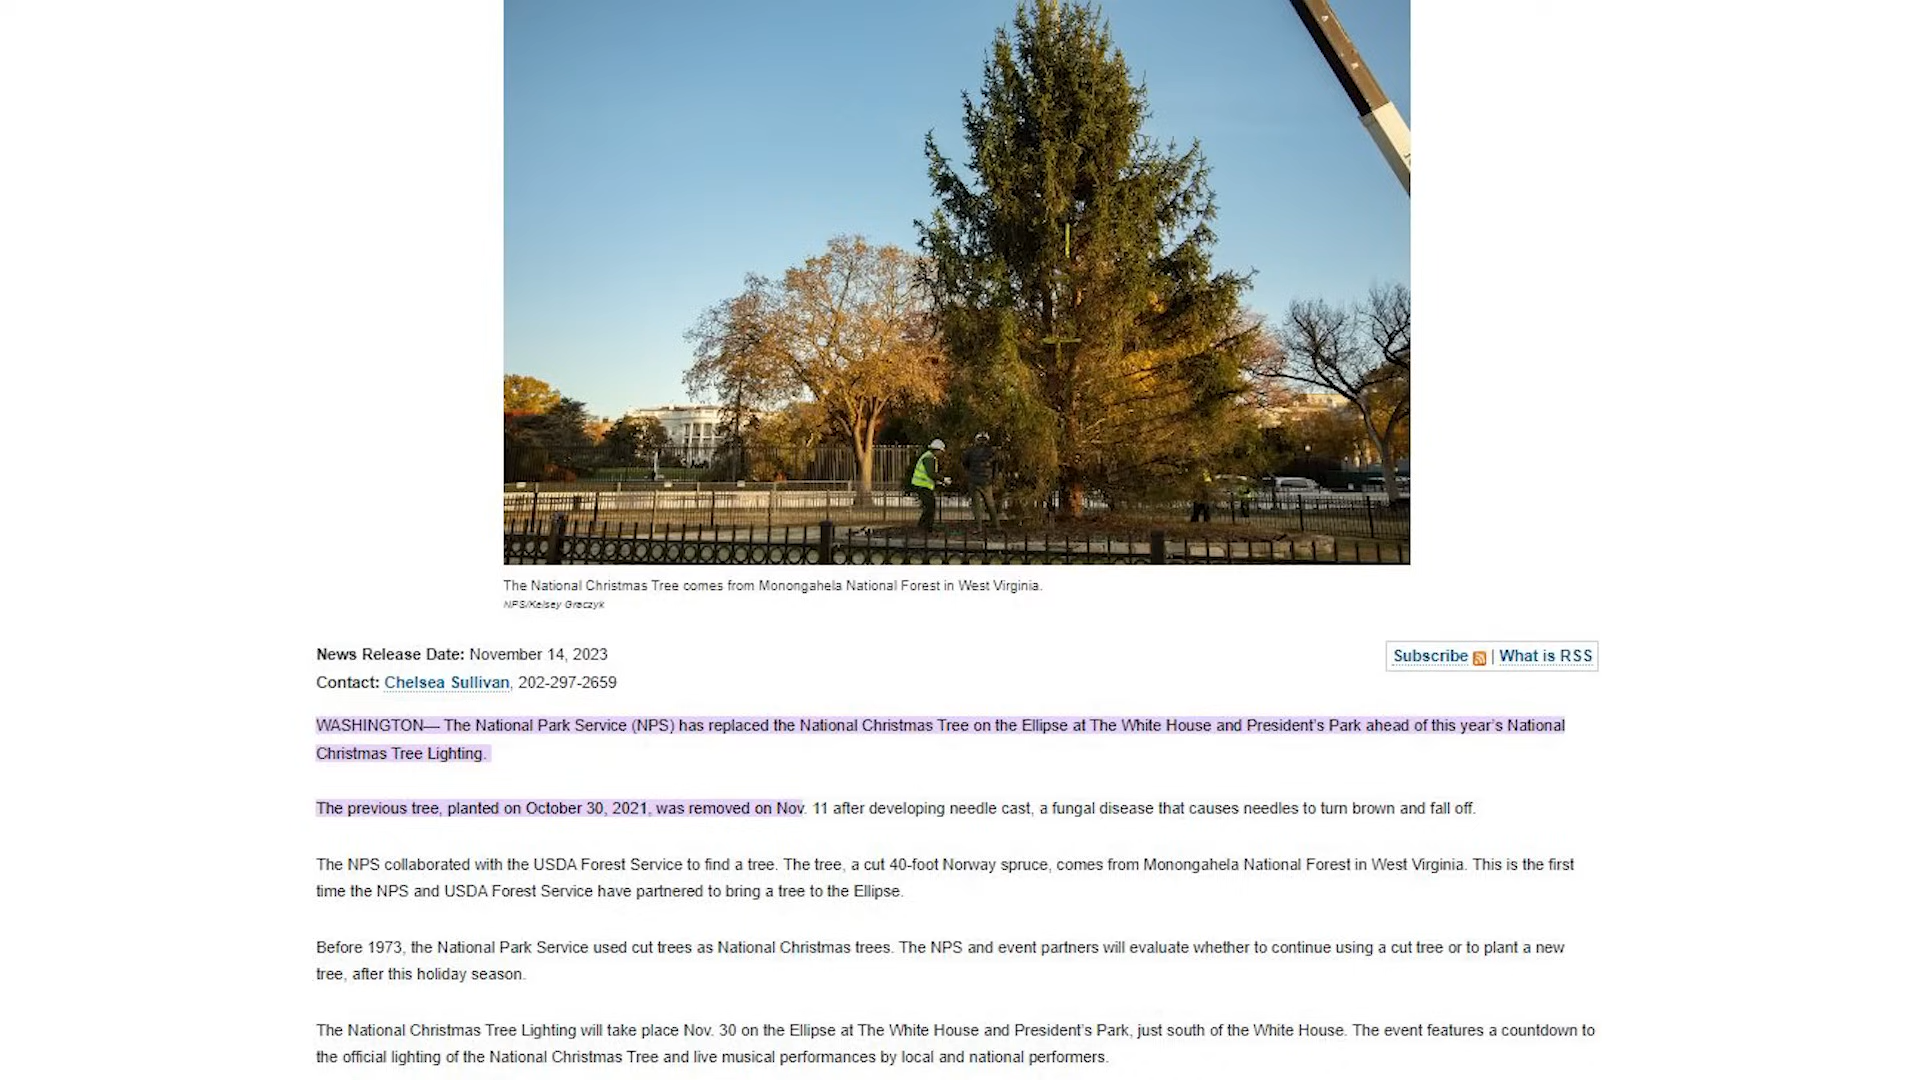 The National Christmas Tree comes from Monongahela National Forest in West Virginia.
NPS/Kelsey Graczyk
News Release Date: November 14, 2023
Subscribe | What is RSS
Contact: Chelsea Sullivan, 202-297-2659
WASHINGTON— The National Park Service (NPS) has replaced the National Christmas Tree on the Ellipse at The White House and President’s Park ahead of this year’s National
Christmas Tree Lighting.
The previous tree, planted on October 30, 2021, was removed on Nov. 11 after developing needle cast, a fungal disease that causes needles to turn brown and fall off.
The NPS collaborated with the USDA Forest Service to find a tree. The tree, a cut 40-foot Norway spruce, comes from Monongahela National Forest in West Virginia. This is the first
time the NPS and USDA Forest Service have partnered to bring a tree to the Ellipse.
Before 1973, the National Park Service used cut trees as National Christmas trees. The NPS and event partners will evaluate whether to continue using a cut tree or to plant a new
tree, after this holiday season.
The National Christmas Tree Lighting will take place Nov. 30 on the Ellipse at The White House and President’s Park, just south of the White House. The event features a countdown to
the official lighting of the National Christmas Tree and live musical performances by local and national performers.